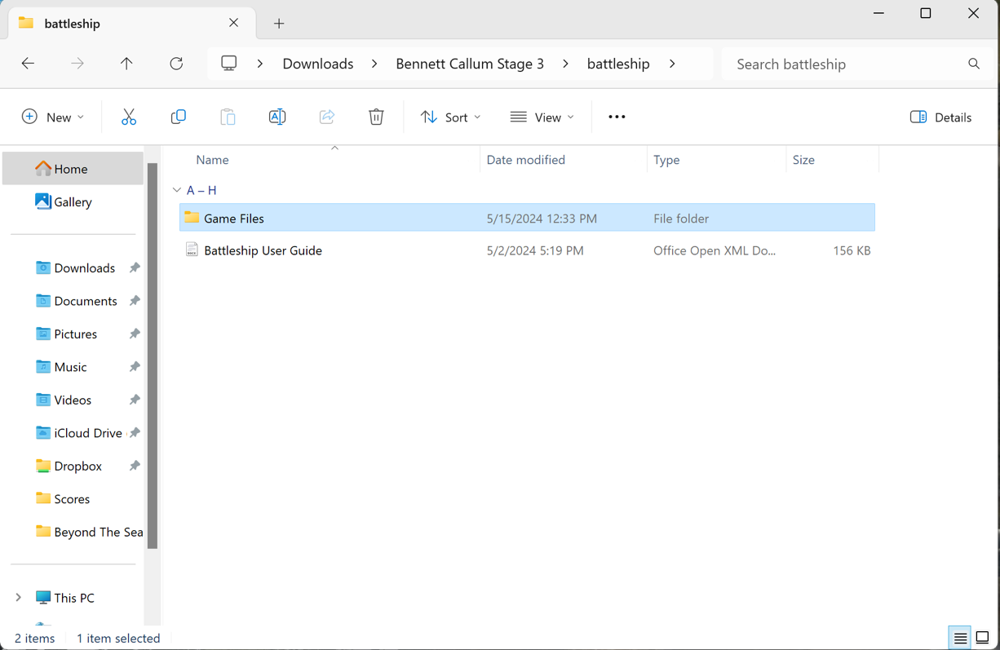 battleship
Downloads Bennett Callum Stage 3 battleship Search battleship
New Sort View Details
Home
Gallery
Downloads
Documents
Pictures
Music
Videos
iCloud Drive
Dropbox
Scores
Beyond The Sea
This PC
Name Date modified Type Size
A – H
Game Files 5/15/2024 12:33 PM File folder
Battleship User Guide 5/2/2024 5:19 PM Office Open XML Do... 156 KB
2 items 1 item selected